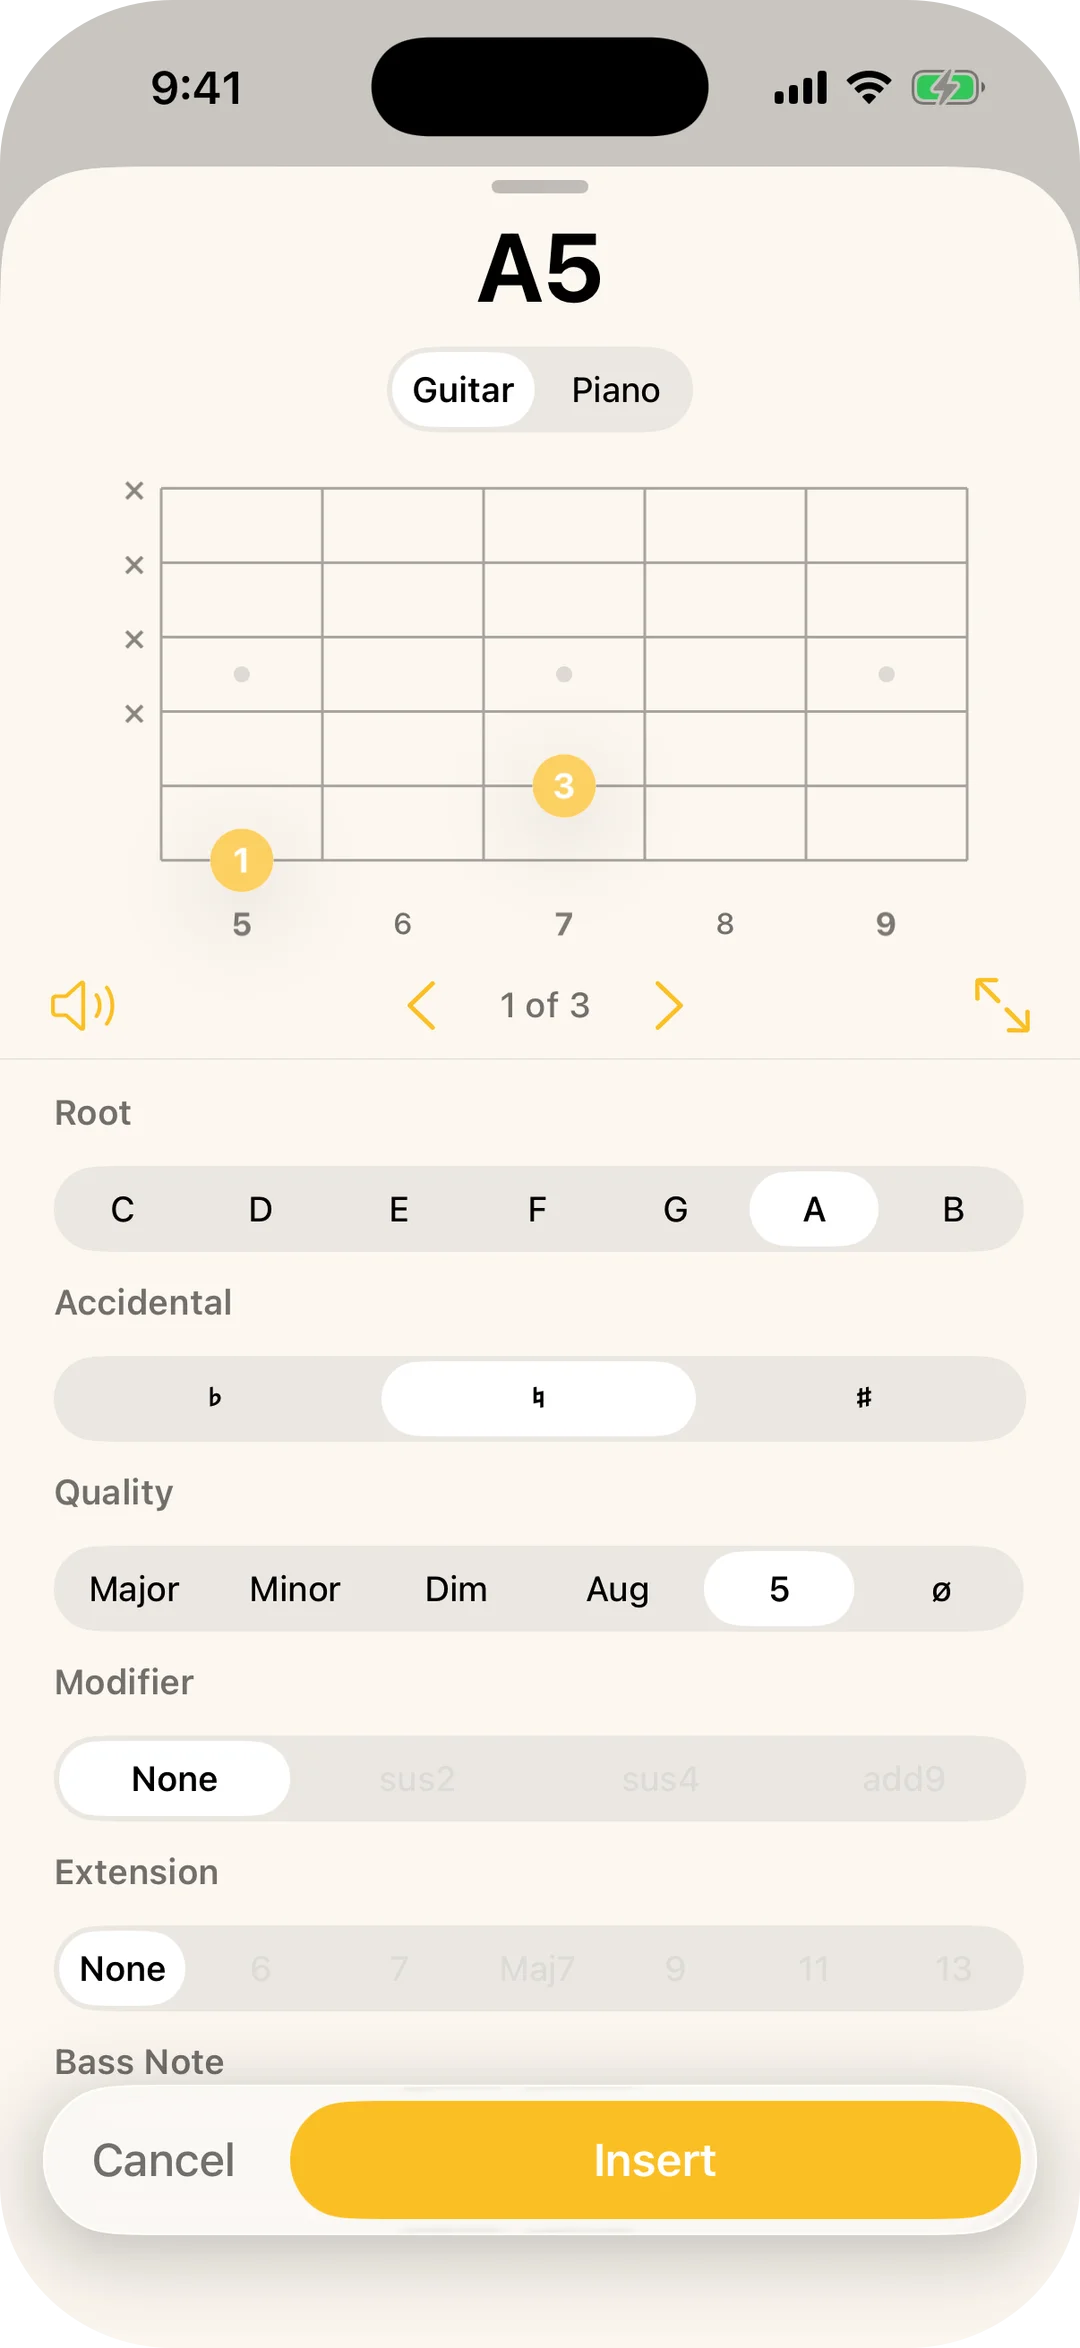 9:41
A5
Guitar Piano
×
×
×
×
3
1
5 6 7 8 9
1 of 3
Root
C D E F G A B
Accidental
♭ ♮ ♯
Quality
Major Minor Dim Aug 5 ø
Modifier
None sus2 sus4 add9
Extension
None 6 7 Maj7 9 11 13
Bass Note
Cancel Insert